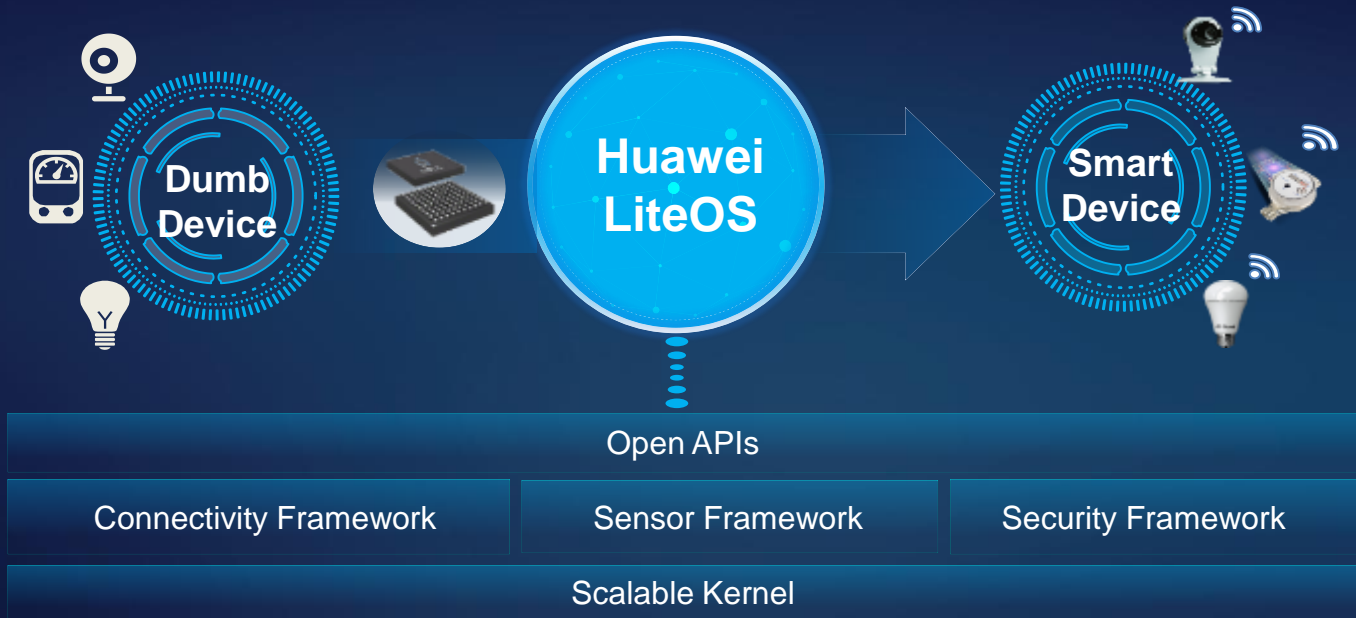 Dumb
Device
Huawei
LiteOS
Smart
Device
Open APIs
Connectivity Framework
Sensor Framework
Security Framework
Scalable Kernel